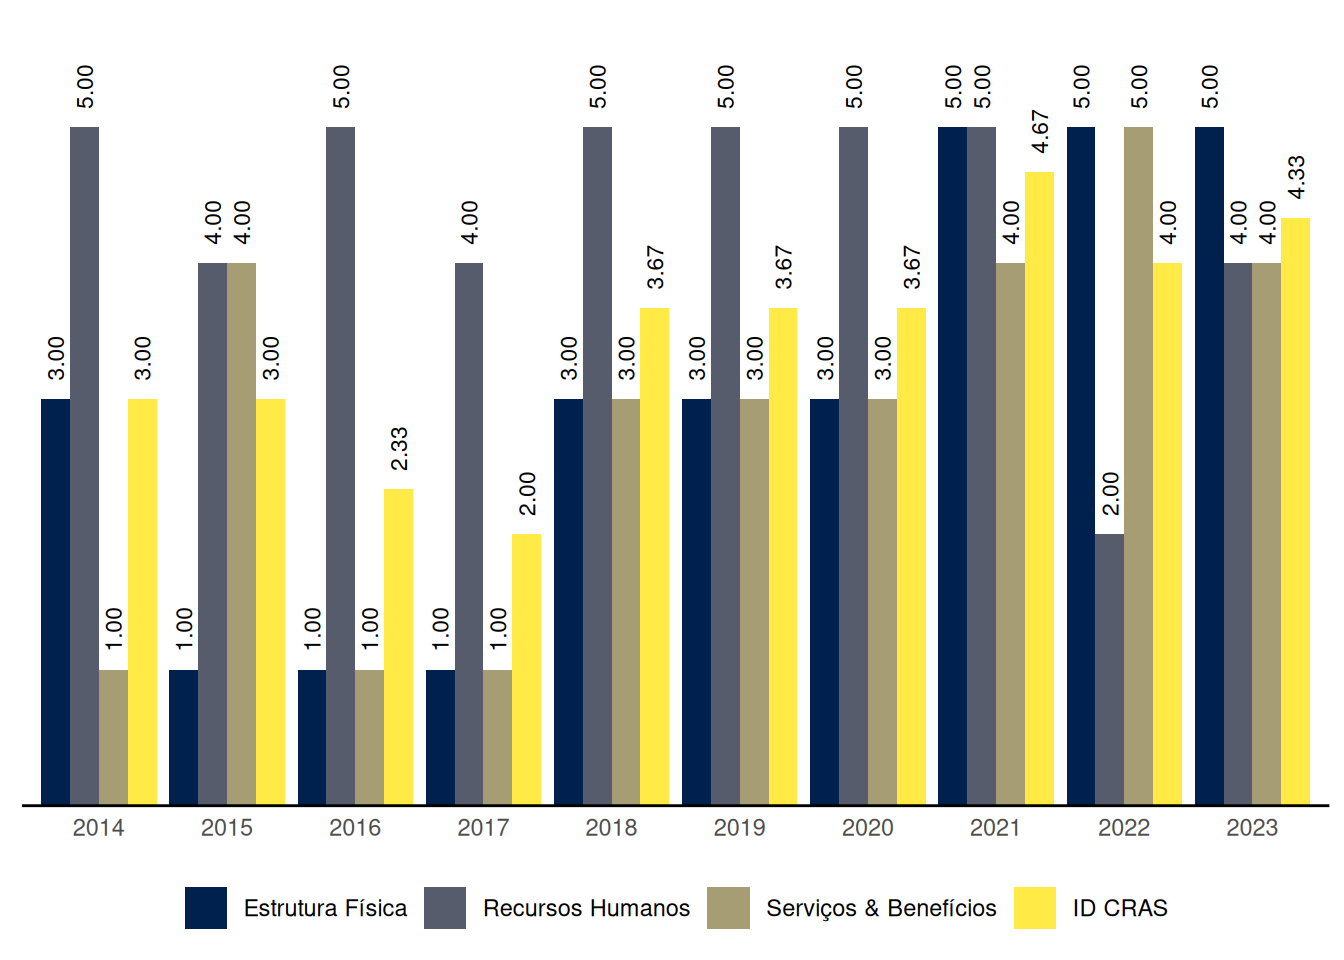 3.00 5.00 1.00 3.00
1.00 4.00 4.00 3.00
1.00 5.00 1.00 2.33
1.00 4.00 1.00 2.00
3.00 5.00 3.00 3.67
3.00 5.00 3.00 3.67
3.00 5.00 3.00 3.67
5.00 5.00 4.00 4.67
5.00 2.00 5.00 4.00
5.00 4.00 4.00 4.33
2014 2015 2016 2017 2018 2019 2020 2021 2022 2023
Estrutura Física Recursos Humanos Serviços & Benefícios ID CRAS